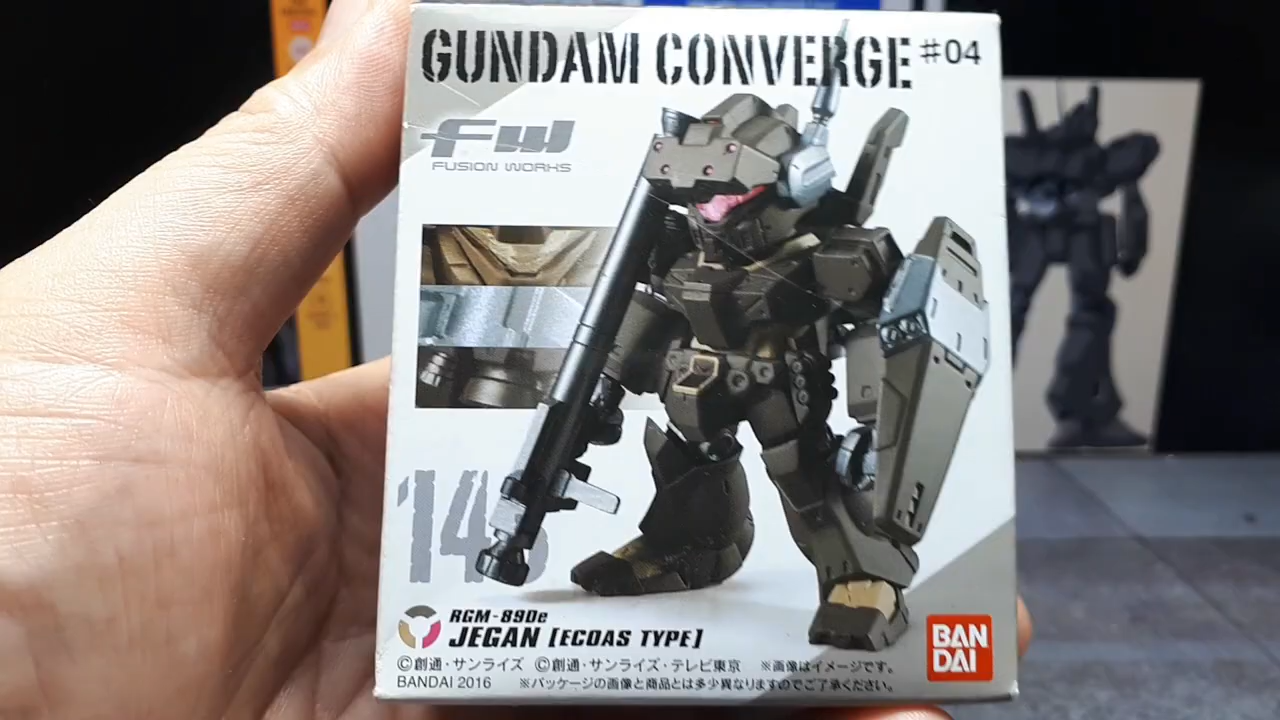 GUNDAM CONVERGE #04
FW
FUSION WORKS
RGM-89De
JEGAN [ECOAS TYPE]
BAN
DAI
©創通・サンライズ ©創通・サンライズ・テレビ東京 ※画像はイメージです。
BANDAI 2016 ※パッケージの画像と商品とは多少異なりますのでご了承ください。